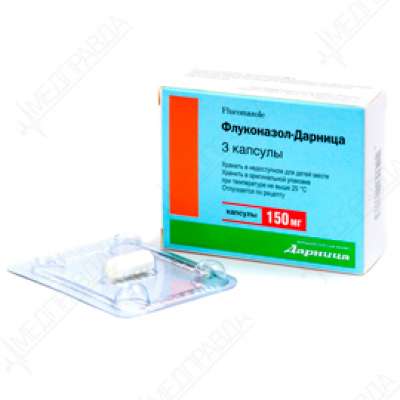 Fluconazole
Флуконазол-Дарница
3 капсулы
Хранить в недоступном для детей месте
Хранить в оригинальной упаковке
при температуре не выше 25 °C
Отпускается по рецепту
капсулы 150 мг
Дарница
МЕДПРАВДА